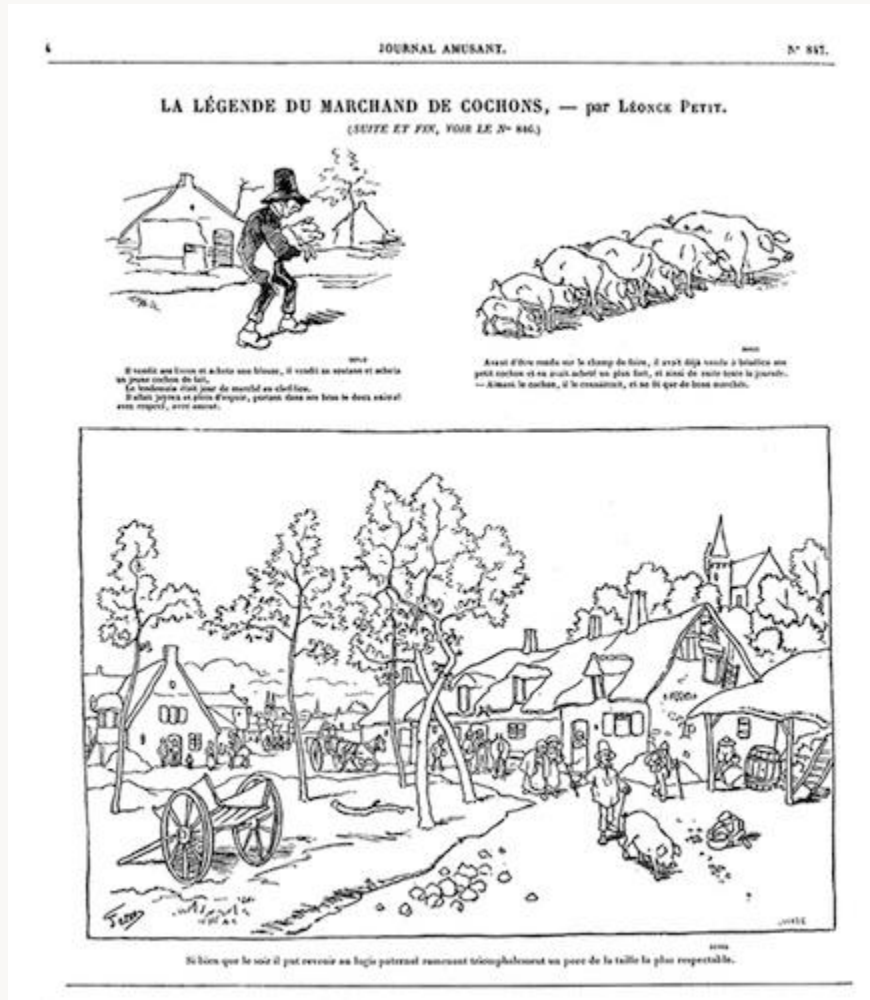 4
JOURNAL AMUSANT.
N° 847.
LA LÉGENDE DU MARCHAND DE COCHONS, — par LÉONCE PETIT.
(SUITE ET FIN, VOIR LE N° 846.)
Il vendit ses livres et acheta une blouse, il vendit sa soutane et acheta
un jeune cochon de lait.
Le lendemain était jour de marché au chef-lieu.
Il allait joyeux et plein d'espoir, portant dans ses bras le doux animal
avec respect, avec amour.
Avant d'être rendu sur le champ de foire, il avait déjà vendu à bénéfice son
petit cochon et en avait acheté un plus fort, et ainsi de suite toute la journée.
— Aimant le cochon, il le connaissait, et ne fit que de bons marchés.
Si bien que le soir il put revenir au logis paternel ramenant triomphalement un porc de la taille la plus respectable.